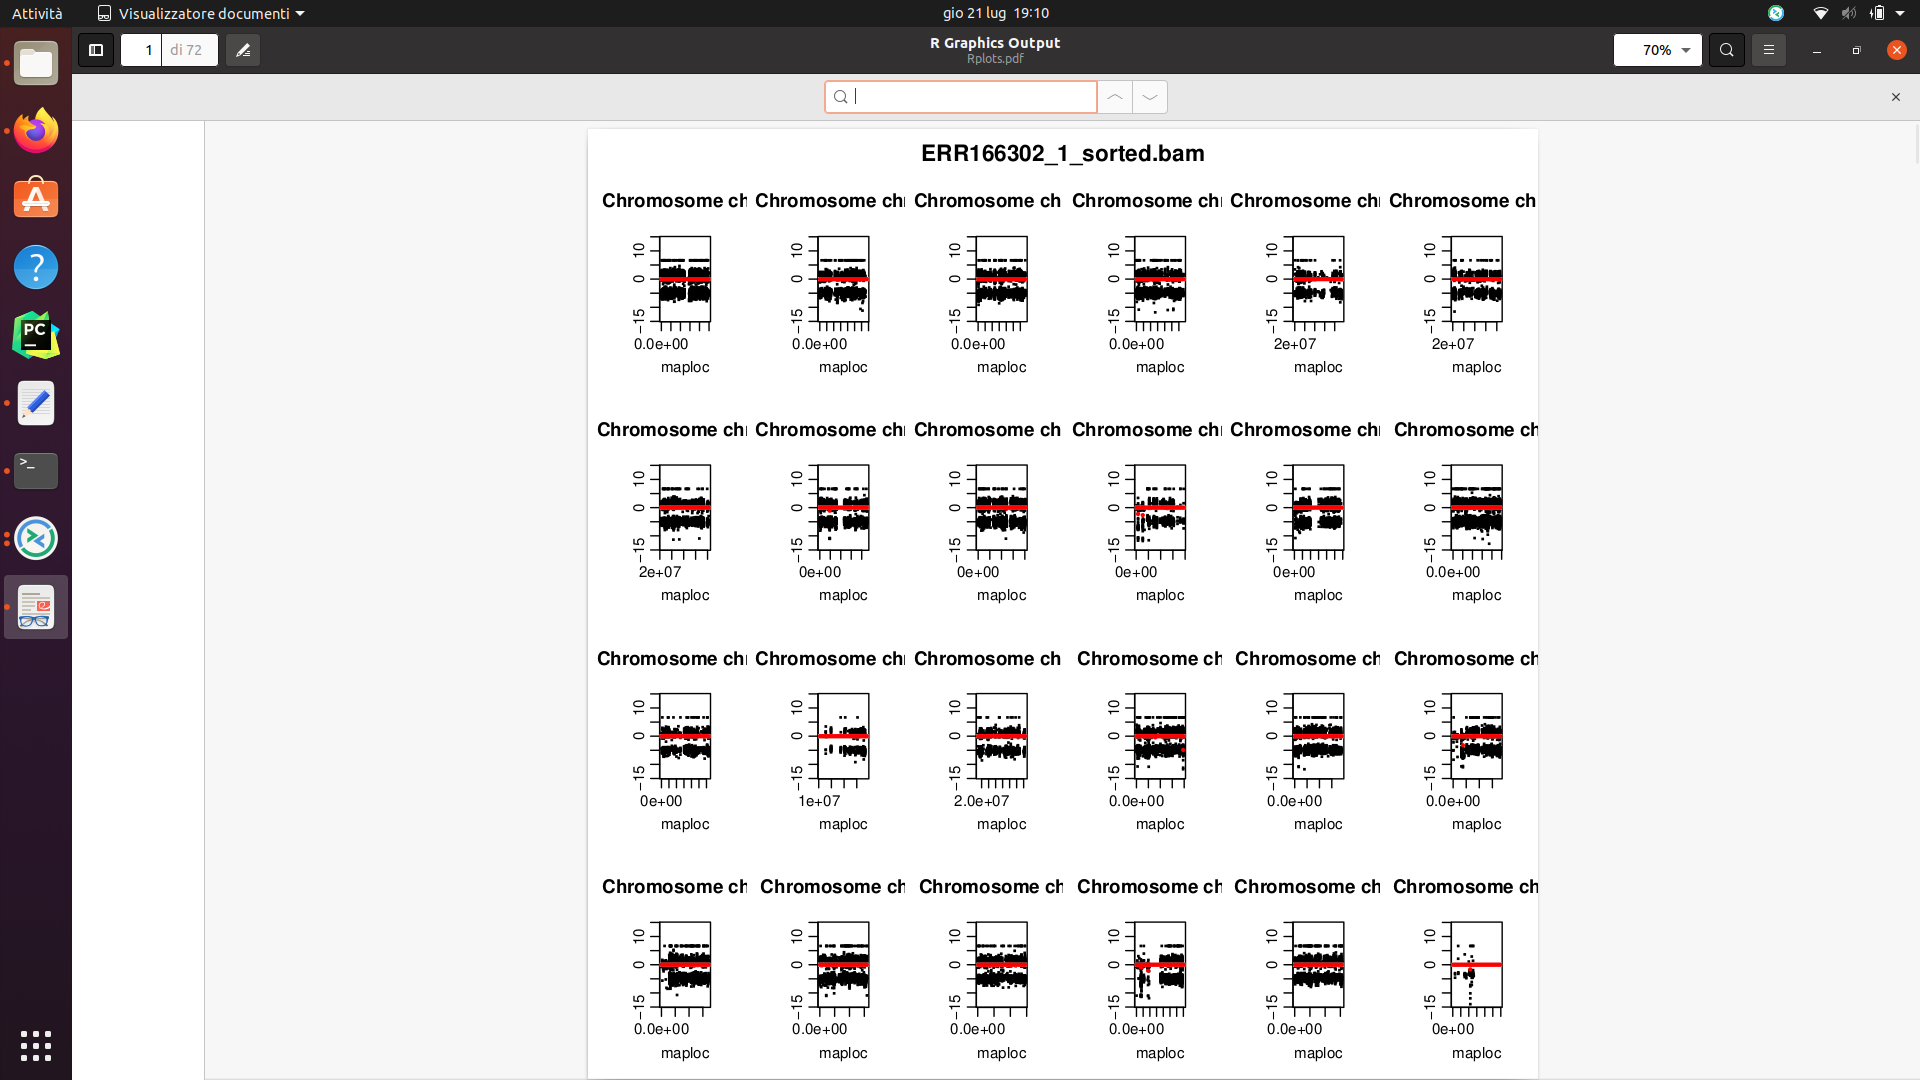 Attività Visualizzatore documenti gio 21 lug 19:10
1 di 72 R Graphics Output 70%
Rplots.pdf
ERR166302_1_sorted.bam
Chromosome ch Chromosome ch Chromosome ch Chromosome ch Chromosome ch Chromosome ch
10 10 10 10 10 10
0 0 0 0 0 0
−15 −15 −15 −15 −15 −15
0.0e+00 0.0e+00 0.0e+00 0.0e+00 2e+07 2e+07
maploc maploc maploc maploc maploc maploc
Chromosome ch Chromosome ch Chromosome ch Chromosome ch Chromosome ch Chromosome ch
10 10 10 10 10 10
0 0 0 0 0 0
−15 −15 −15 −15 −15 −15
2e+07 0e+00 0e+00 0e+00 0e+00 0.0e+00
maploc maploc maploc maploc maploc maploc
Chromosome ch Chromosome ch Chromosome ch Chromosome ch Chromosome ch Chromosome ch
10 10 10 10 10 10
0 0 0 0 0 0
−15 −15 −15 −15 −15 −15
0e+00 1e+07 2.0e+07 0.0e+00 0.0e+00 0.0e+00
maploc maploc maploc maploc maploc maploc
Chromosome ch Chromosome ch Chromosome ch Chromosome ch Chromosome ch Chromosome ch
10 10 10 10 10 10
0 0 0 0 0 0
−15 −15 −15 −15 −15 −15
0.0e+00 0.0e+00 0.0e+00 0.0e+00 0.0e+00 0e+00
maploc maploc maploc maploc maploc maploc
PC